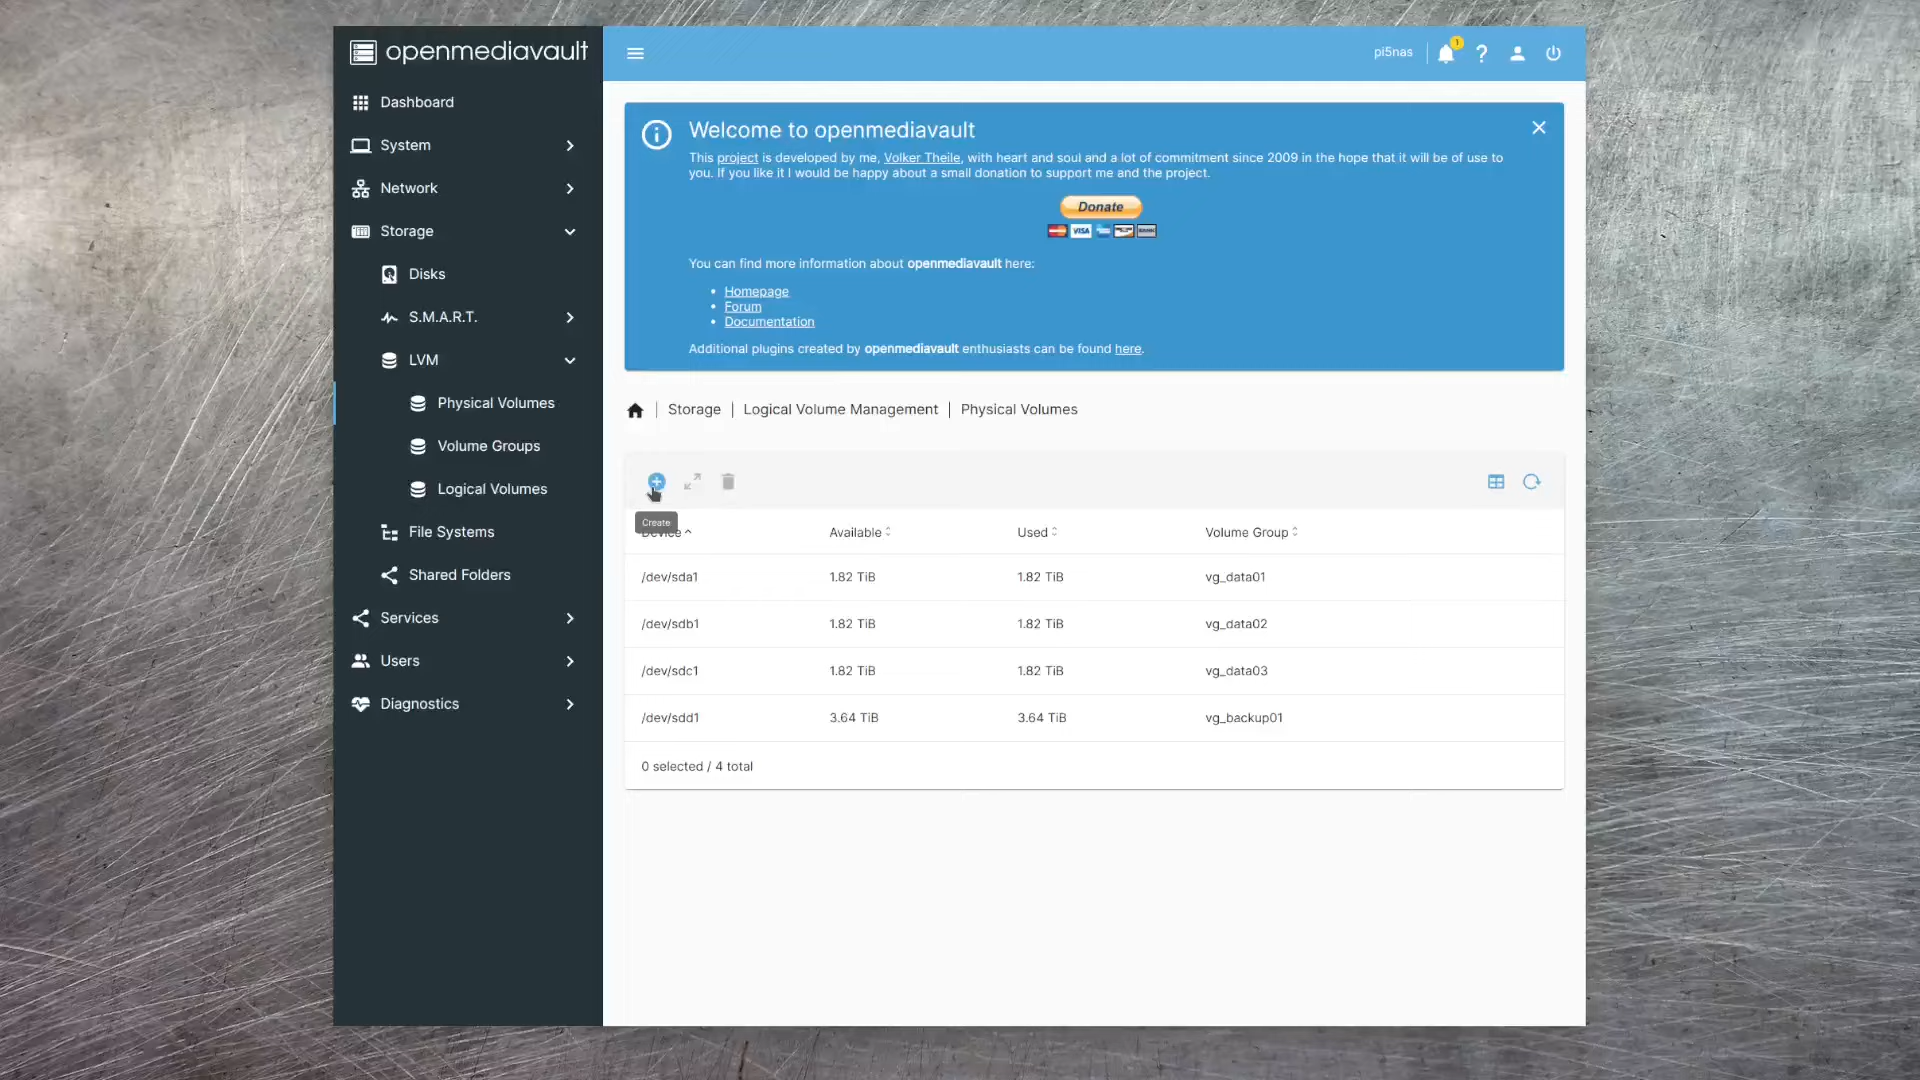 openmediavault
pi5nas
1
Dashboard
System
Network
Storage
Disks
S.M.A.R.T.
LVM
Physical Volumes
Volume Groups
Logical Volumes
File Systems
Shared Folders
Services
Users
Diagnostics
Welcome to openmediavault
This project is developed by me, Volker Theile, with heart and soul and a lot of commitment since 2009 in the hope that it will be of use to
you. If you like it I would be happy about a small donation to support me and the project.
Donate
VISA
You can find more information about openmediavault here:
• Homepage
• Forum
• Documentation
Additional plugins created by openmediavault enthusiasts can be found here.
Storage | Logical Volume Management | Physical Volumes
Create
Device Available Used Volume Group
/dev/sda1 1.82 TiB 1.82 TiB vg_data01
/dev/sdb1 1.82 TiB 1.82 TiB vg_data02
/dev/sdc1 1.82 TiB 1.82 TiB vg_data03
/dev/sdd1 3.64 TiB 3.64 TiB vg_backup01
0 selected / 4 total